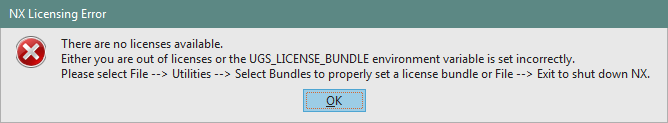 NX Licensing Error
There are no licenses available.
Either you are out of licenses or the UGS_LICENSE_BUNDLE environment variable is set incorrectly.
Please select File --> Utilities --> Select Bundles to properly set a license bundle or File --> Exit to shut down NX.
OK